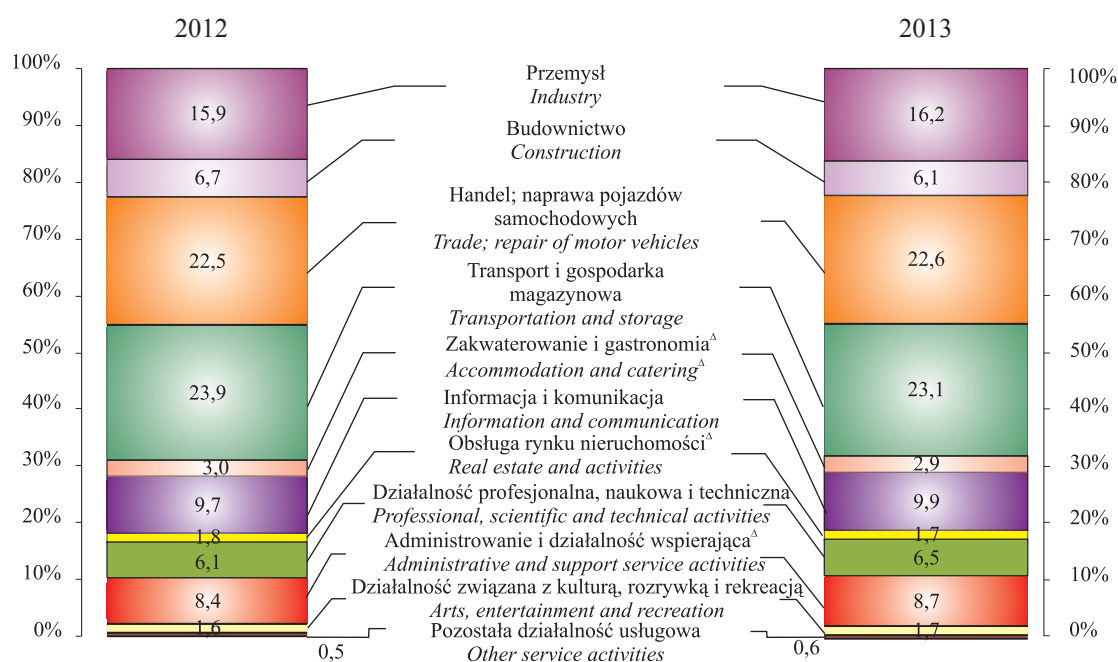 2012
2013
100%
90%
80%
70%
60%
50%
40%
30%
20%
10%
0%
15,9
6,7
22,5
23,9
3,0
9,7
1,8
6,1
8,4
1,6
0,5
Przemysł
Industry
Budownictwo
Construction
Handel; naprawa pojazdów
samochodowych
Trade; repair of motor vehicles
Transport i gospodarka
magazynowa
Transportation and storage
Zakwaterowanie i gastronomiaᐞ
Accommodation and cateringᐞ
Informacja i komunikacja
Information and communication
Obsługa rynku nieruchomościᐞ
Real estate and activities
Działalność profesjonalna, naukowa i techniczna
Professional, scientific and technical activities
Administrowanie i działalność wspierającaᐞ
Administrative and support service activities
Działalność związana z kulturą, rozrywką i rekreacją
Arts, entertainment and recreation
Pozostała działalność usługowa
Other service activities
16,2
6,1
22,6
23,1
2,9
9,9
1,7
6,5
8,7
1,7
0,6
100%
90%
80%
70%
60%
50%
40%
30%
20%
10%
0%